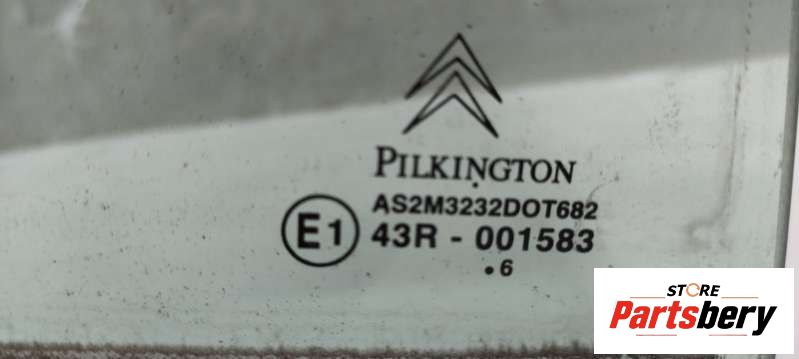 PILKINGTON
AS2M3232DOT682
E1
43R - 001583
.6
STORE
Partsbery